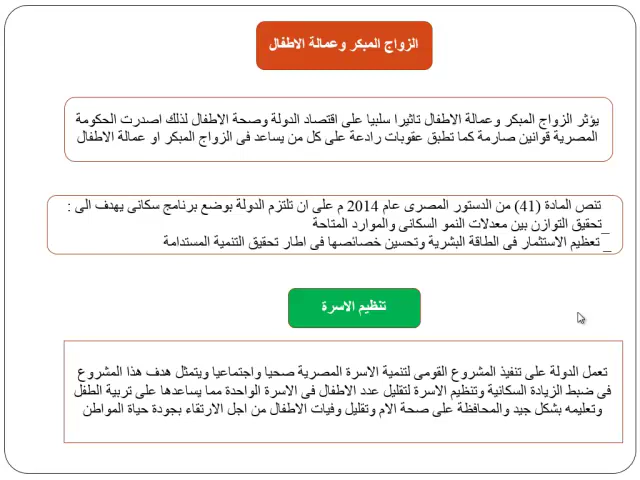 الزواج المبكر وعمالة الاطفال
يؤثر الزواج المبكر وعمالة الاطفال تاثيرا سلبيا على اقتصاد الدولة وصحة الاطفال لذلك اصدرت الحكومة
المصرية قوانين صارمة كما تطبق عقوبات رادعة على كل من يساعد فى الزواج المبكر او عمالة الاطفال
تنص المادة (41) من الدستور المصرى عام 2014 م على ان تلتزم الدولة بوضع برنامج سكانى يهدف الى :
_ تحقيق التوازن بين معدلات النمو السكانى والموارد المتاحة
_ تعظيم الاستثمار فى الطاقة البشرية وتحسين خصائصها فى اطار تحقيق التنمية المستدامة
تنظيم الاسرة
تعمل الدولة على تنفيذ المشروع القومى لتنمية الاسرة المصرية صحيا واجتماعيا ويتمثل هدف هذا المشروع
فى ضبط الزيادة السكانية وتنظيم الاسرة لتقليل عدد الاطفال فى الاسرة الواحدة مما يساعدها على تربية الطفل
وتعليمه بشكل جيد والمحافظة على صحة الام وتقليل وفيات الاطفال من اجل الارتقاء بجودة حياة المواطن